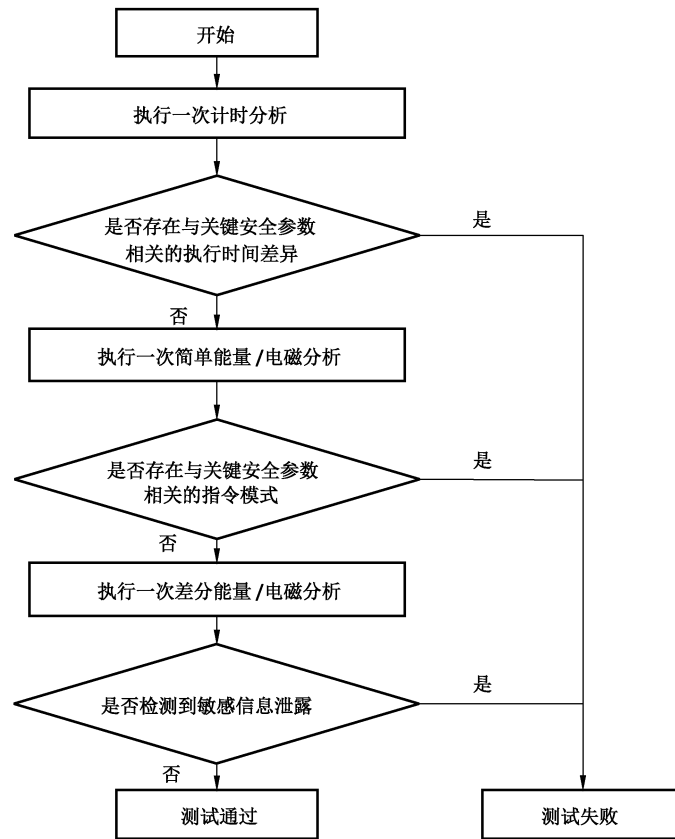 开始
执行一次计时分析
是否存在与关键安全参数
相关的执行时间差异
是
否
执行一次简单能量/电磁分析
是否存在与关键安全参数
相关的指令模式
是
否
执行一次差分能量/电磁分析
是否检测到敏感信息泄露
是
否
测试通过
测试失败